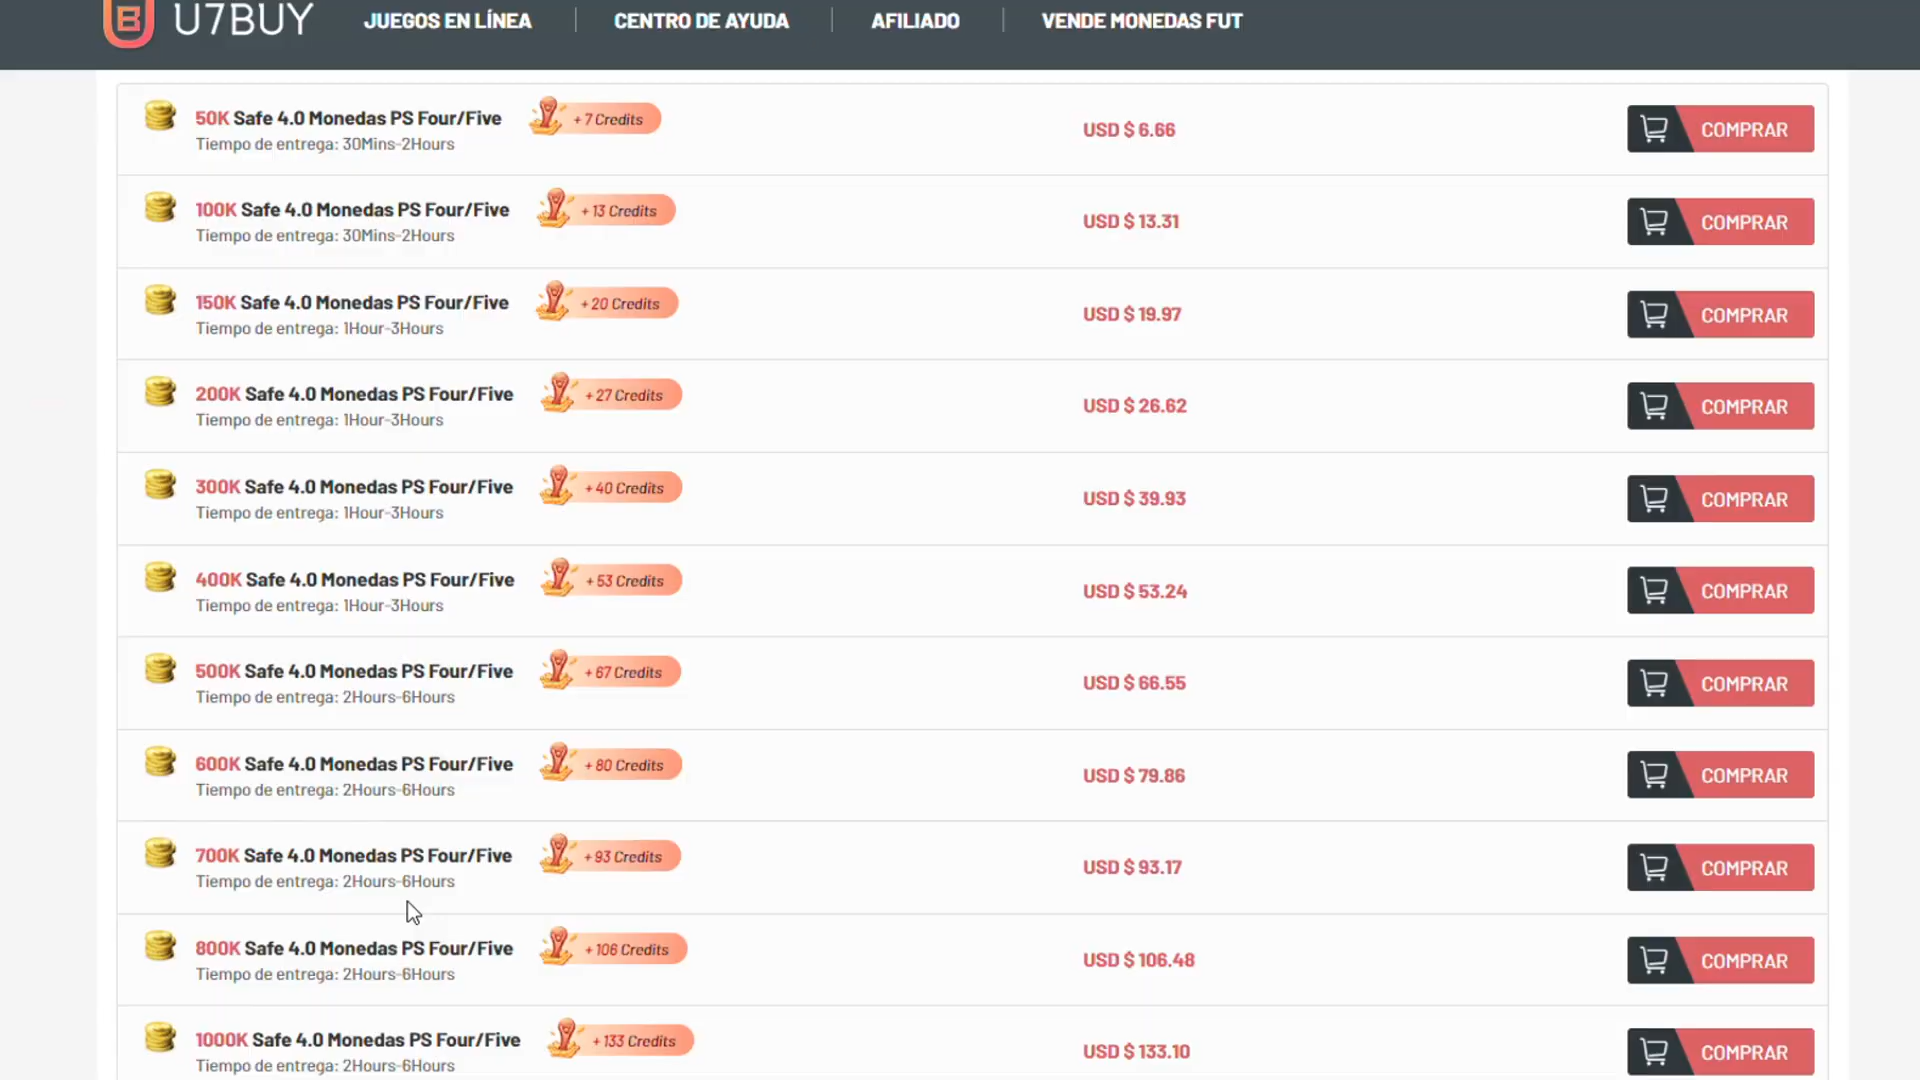 U7BUY
JUEGOS EN LÍNEA
CENTRO DE AYUDA
AFILIADO
VENDE MONEDAS FUT
50K Safe 4.0 Monedas PS Four/Five + 7 Credits
Tiempo de entrega: 30Mins-2Hours
USD $ 6.66
COMPRAR
100K Safe 4.0 Monedas PS Four/Five + 13 Credits
Tiempo de entrega: 30Mins-2Hours
USD $ 13.31
COMPRAR
150K Safe 4.0 Monedas PS Four/Five + 20 Credits
Tiempo de entrega: 1Hour-3Hours
USD $ 19.97
COMPRAR
200K Safe 4.0 Monedas PS Four/Five + 27 Credits
Tiempo de entrega: 1Hour-3Hours
USD $ 26.62
COMPRAR
300K Safe 4.0 Monedas PS Four/Five + 40 Credits
Tiempo de entrega: 1Hour-3Hours
USD $ 39.93
COMPRAR
400K Safe 4.0 Monedas PS Four/Five + 53 Credits
Tiempo de entrega: 1Hour-3Hours
USD $ 53.24
COMPRAR
500K Safe 4.0 Monedas PS Four/Five + 67 Credits
Tiempo de entrega: 2Hours-6Hours
USD $ 66.55
COMPRAR
600K Safe 4.0 Monedas PS Four/Five + 80 Credits
Tiempo de entrega: 2Hours-6Hours
USD $ 79.86
COMPRAR
700K Safe 4.0 Monedas PS Four/Five + 93 Credits
Tiempo de entrega: 2Hours-6Hours
USD $ 93.17
COMPRAR
800K Safe 4.0 Monedas PS Four/Five + 106 Credits
Tiempo de entrega: 2Hours-6Hours
USD $ 106.48
COMPRAR
1000K Safe 4.0 Monedas PS Four/Five + 133 Credits
Tiempo de entrega: 2Hours-6Hours
USD $ 133.10
COMPRAR